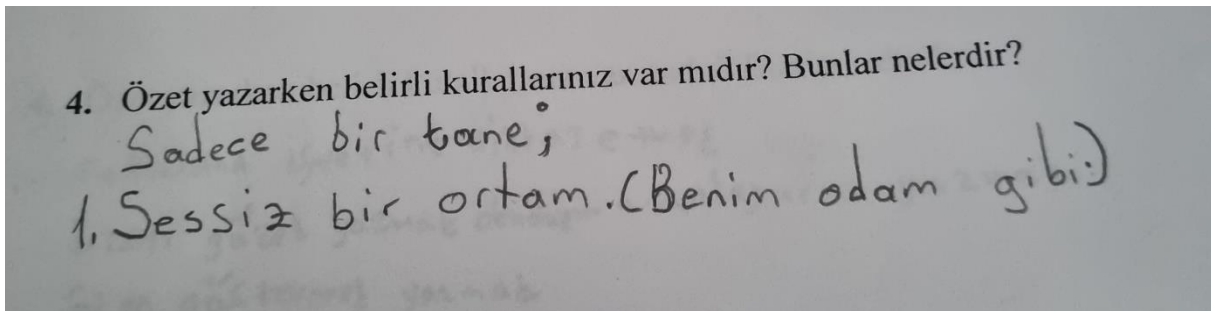 4. Özet yazarken belirli kurallarınız var mıdır? Bunlar nelerdir?
Sadece bir tane;
1. Sessiz bir ortam. (Benim odam gibi:)